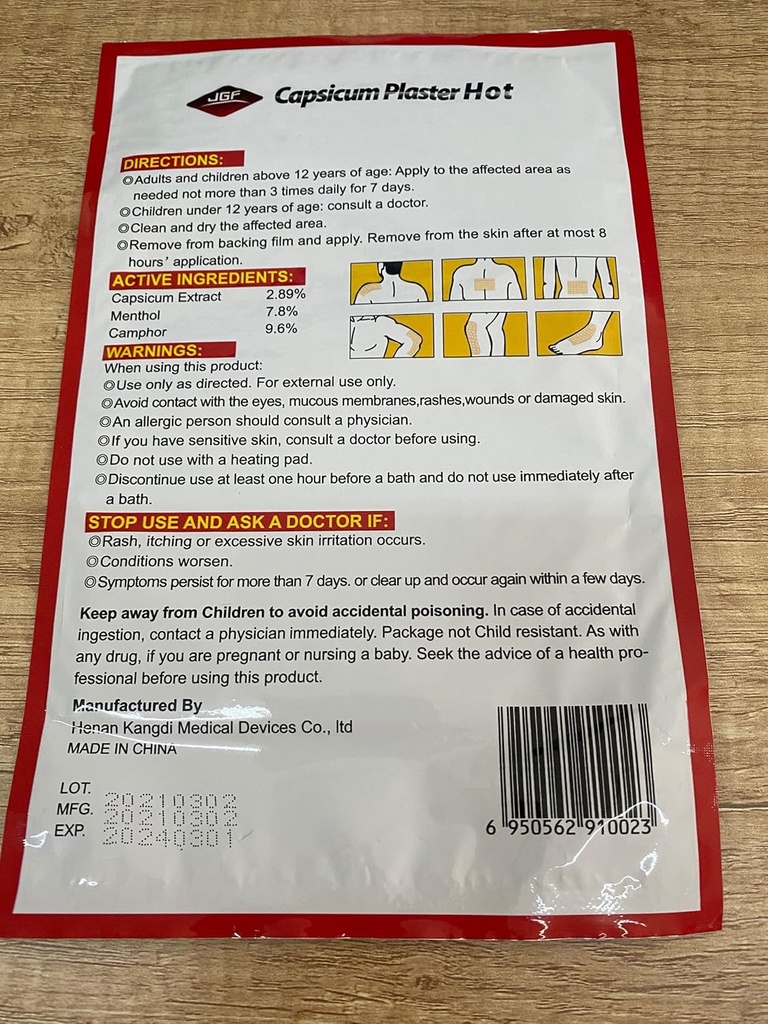 JGF Capsicum Plaster Hot
DIRECTIONS:
◎Adults and children above 12 years of age: Apply to the affected area as
needed not more than 3 times daily for 7 days.
◎Children under 12 years of age: consult a doctor.
◎Clean and dry the affected area.
◎Remove from backing film and apply. Remove from the skin after at most 8
hours' application.
ACTIVE INGREDIENTS:
Capsicum Extract 2.89%
Menthol 7.8%
Camphor 9.6%
WARNINGS:
When using this product:
◎Use only as directed. For external use only.
◎Avoid contact with the eyes, mucous membranes,rashes,wounds or damaged skin.
◎An allergic person should consult a physician.
◎If you have sensitive skin, consult a doctor before using.
◎Do not use with a heating pad.
◎Discontinue use at least one hour before a bath and do not use immediately after
a bath.
STOP USE AND ASK A DOCTOR IF:
◎Rash, itching or excessive skin irritation occurs.
◎Conditions worsen.
◎Symptoms persist for more than 7 days. or clear up and occur again within a few days.
Keep away from Children to avoid accidental poisoning. In case of accidental
ingestion, contact a physician immediately. Package not Child resistant. As with
any drug, if you are pregnant or nursing a baby. Seek the advice of a health pro-
fessional before using this product.
Manufactured By
Henan Kangdi Medical Devices Co., ltd
MADE IN CHINA
LOT. 20210302
MFG. 20210302
EXP. 20240301
6 950562 910023